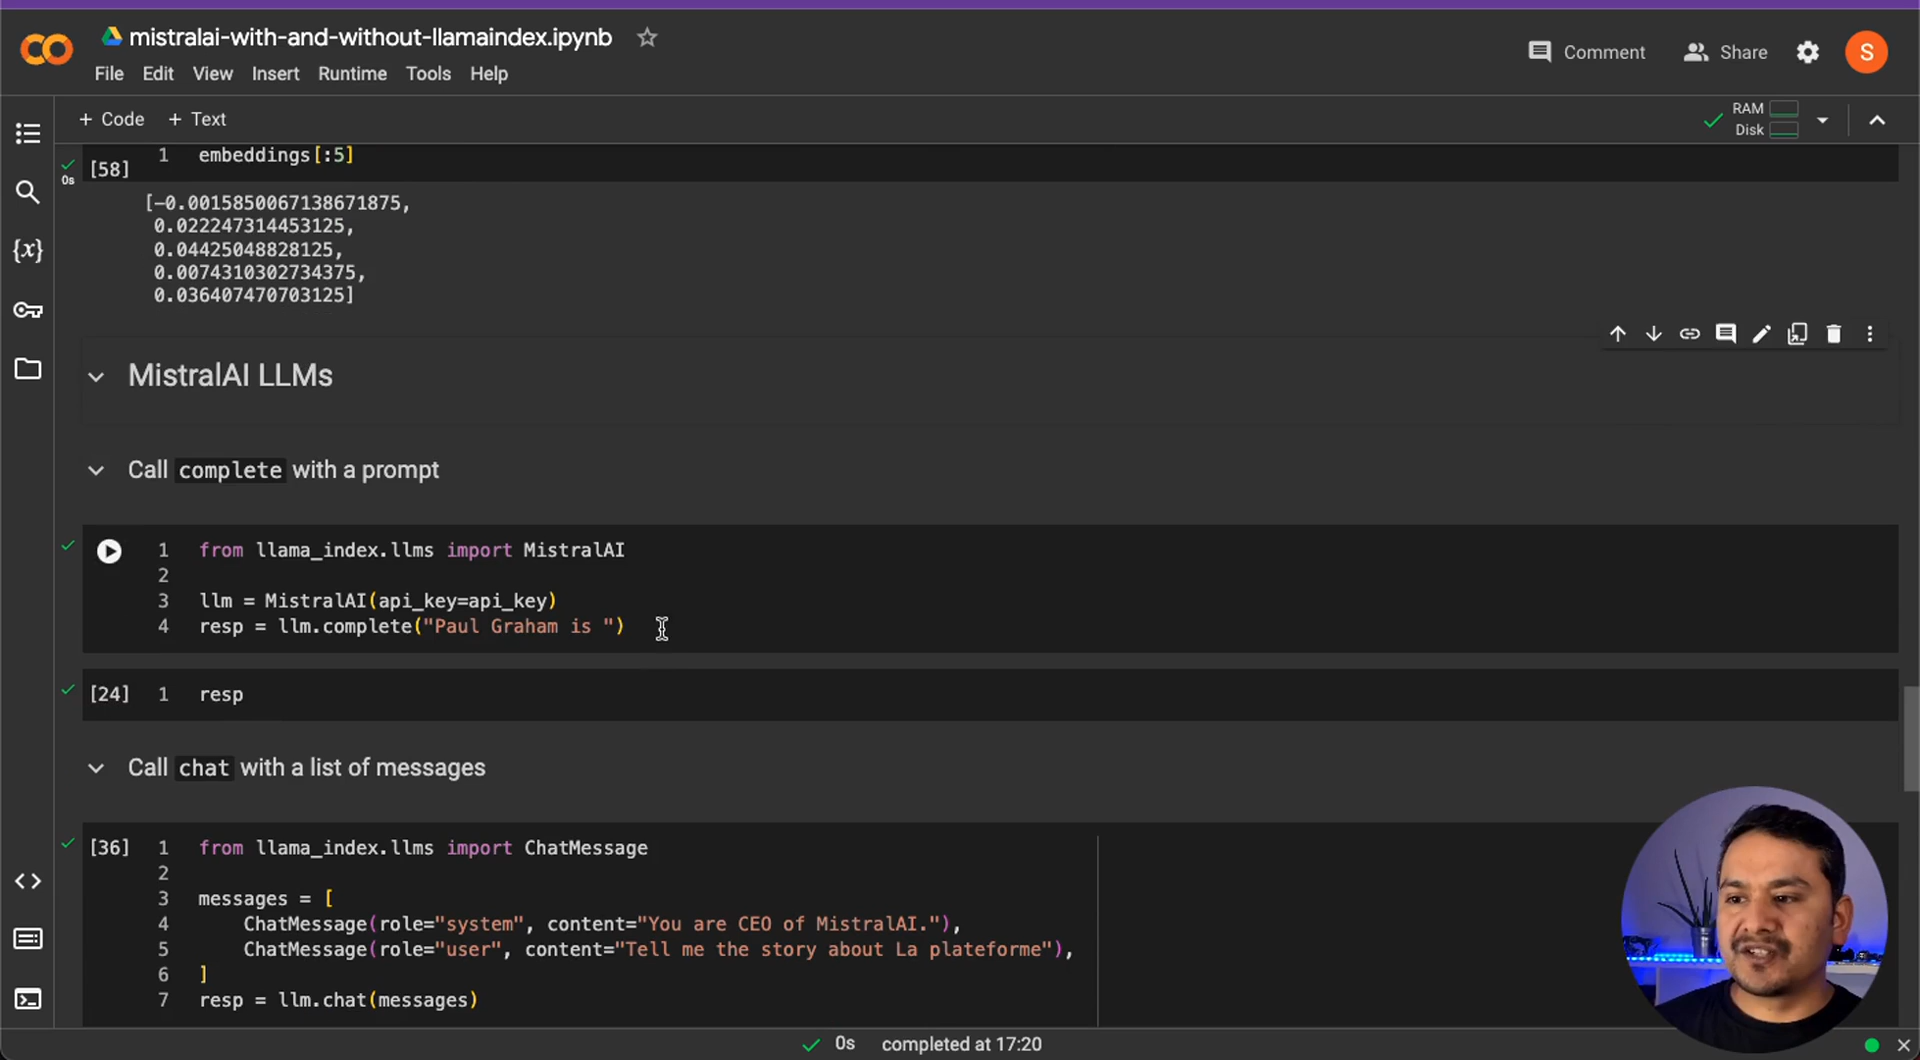 mistralai-with-and-without-llamaindex.ipynb
Comment
Share
S
File Edit View Insert Runtime Tools Help
+ Code + Text
RAM
Disk
0s
[58]
1 embeddings[:5]
[-0.0015850067138671875,
0.022247314453125,
0.04425048828125,
0.0074310302734375,
0.036407470703125]
MistralAI LLMs
Call complete with a prompt
1 from llama_index.llms import MistralAI
2
3 llm = MistralAI(api_key=api_key)
4 resp = llm.complete("Paul Graham is ")
[24] 1 resp
Call chat with a list of messages
[36] 1 from llama_index.llms import ChatMessage
2
3 messages = [
4 ChatMessage(role="system", content="You are CEO of MistralAI."),
5 ChatMessage(role="user", content="Tell me the story about La plateforme"),
6 ]
7 resp = llm.chat(messages)
0s completed at 17:20